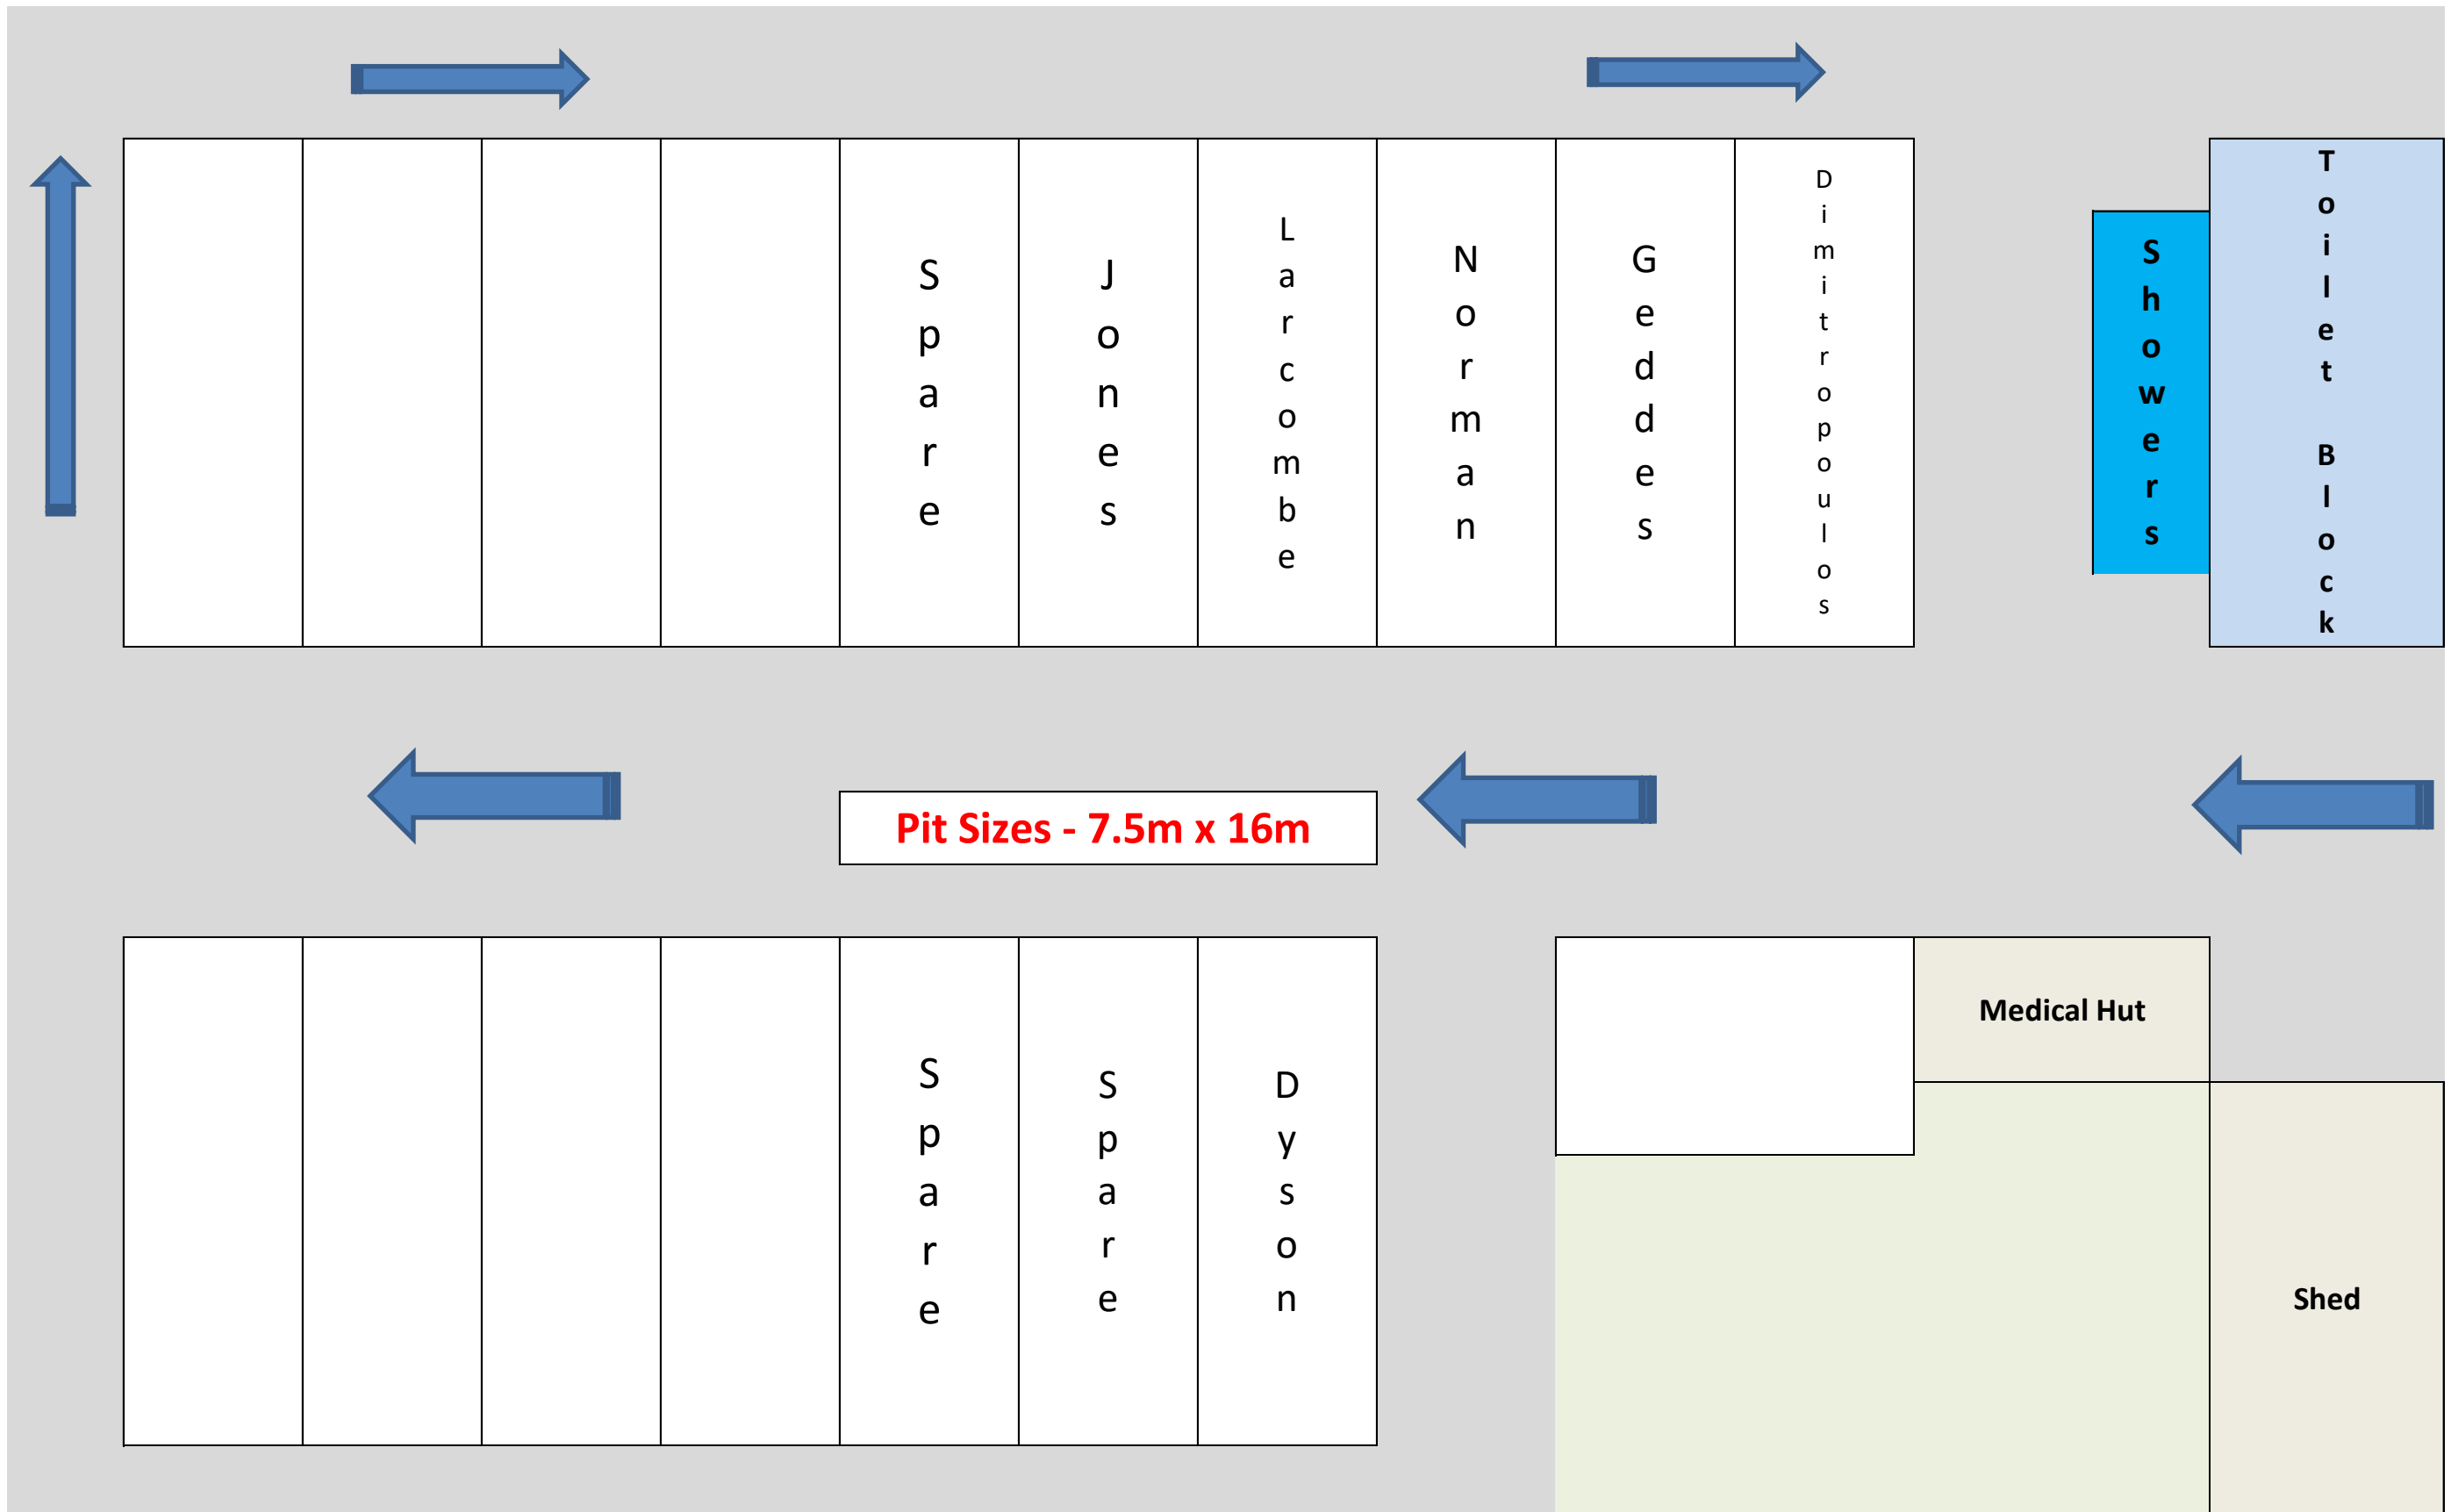 Spare
Jones
Larcombe
Norman
Geddes
Dimitropoulos
Showers
Toilet Block
Pit Sizes - 7.5m x 16m
Spare
Spare
Dyson
Medical Hut
Shed